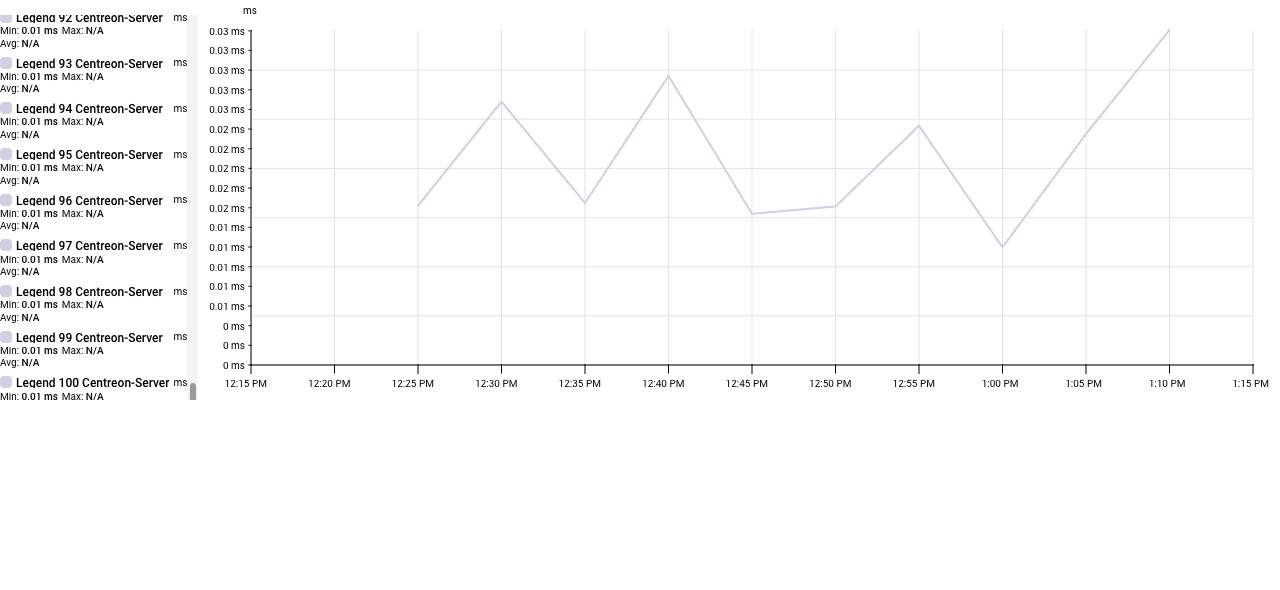 Legend 92 Centreon-Server ms
Min: 0.01 ms Max: N/A
Avg: N/A
Legend 93 Centreon-Server ms
Min: 0.01 ms Max: N/A
Avg: N/A
Legend 94 Centreon-Server ms
Min: 0.01 ms Max: N/A
Avg: N/A
Legend 95 Centreon-Server ms
Min: 0.01 ms Max: N/A
Avg: N/A
Legend 96 Centreon-Server ms
Min: 0.01 ms Max: N/A
Avg: N/A
Legend 97 Centreon-Server ms
Min: 0.01 ms Max: N/A
Avg: N/A
Legend 98 Centreon-Server ms
Min: 0.01 ms Max: N/A
Avg: N/A
Legend 99 Centreon-Server ms
Min: 0.01 ms Max: N/A
Avg: N/A
Legend 100 Centreon-Server ms
Min: 0.01 ms Max: N/A
ms
0.03 ms
0.03 ms
0.03 ms
0.03 ms
0.03 ms
0.02 ms
0.02 ms
0.02 ms
0.02 ms
0.02 ms
0.01 ms
0.01 ms
0.01 ms
0.01 ms
0.01 ms
0 ms
0 ms
0 ms
12:15 PM 12:20 PM 12:25 PM 12:30 PM 12:35 PM 12:40 PM 12:45 PM 12:50 PM 12:55 PM 1:00 PM 1:05 PM 1:10 PM 1:15 PM